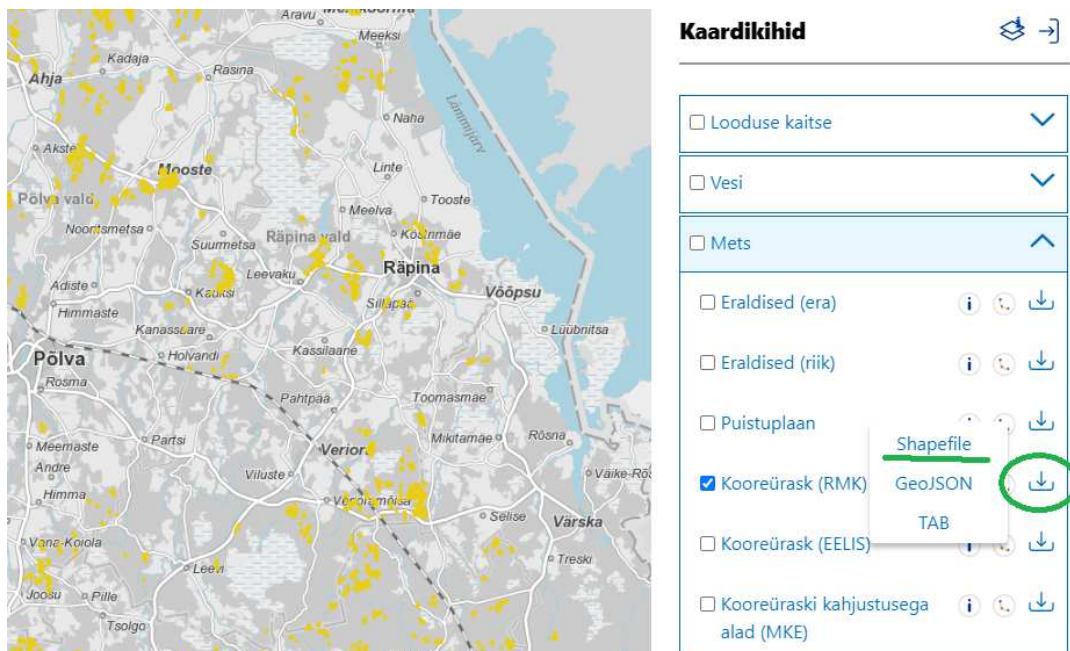 Aravu
Meeksi
Kadaja
Rasina
Ahja
Lämmijärv
Naha
Akste
Mooste
Linte
Põlva vald
Tooste
Meelva
Suurmetsa
Räpina vald
Leevaku
Räpina
Adiste
Kauksi
Sillapää
Võõpsu
Himmaste
Kanassaare
Lüübnitsa
Põlva
Holvandi
Kassilaane
Rosma
Pahtpää
Toomasmäe
Partsi
Mikitamäe
Rõsna
Meemaste
Andre
Viluste
Himma
Selise
Värska
Vana-Koiola
Leevi
Treski
Joosu
Pille
Tsolgo
Kaardikihid
Looduse kaitse
Vesi
Mets
Eraldised (era)
Eraldised (riik)
Puistuplaan
Shapefile
Kooreürask (RMK)
GeoJSON
TAB
Kooreürask (EELIS)
Kooreüraski kahjustusega
alad (MKE)